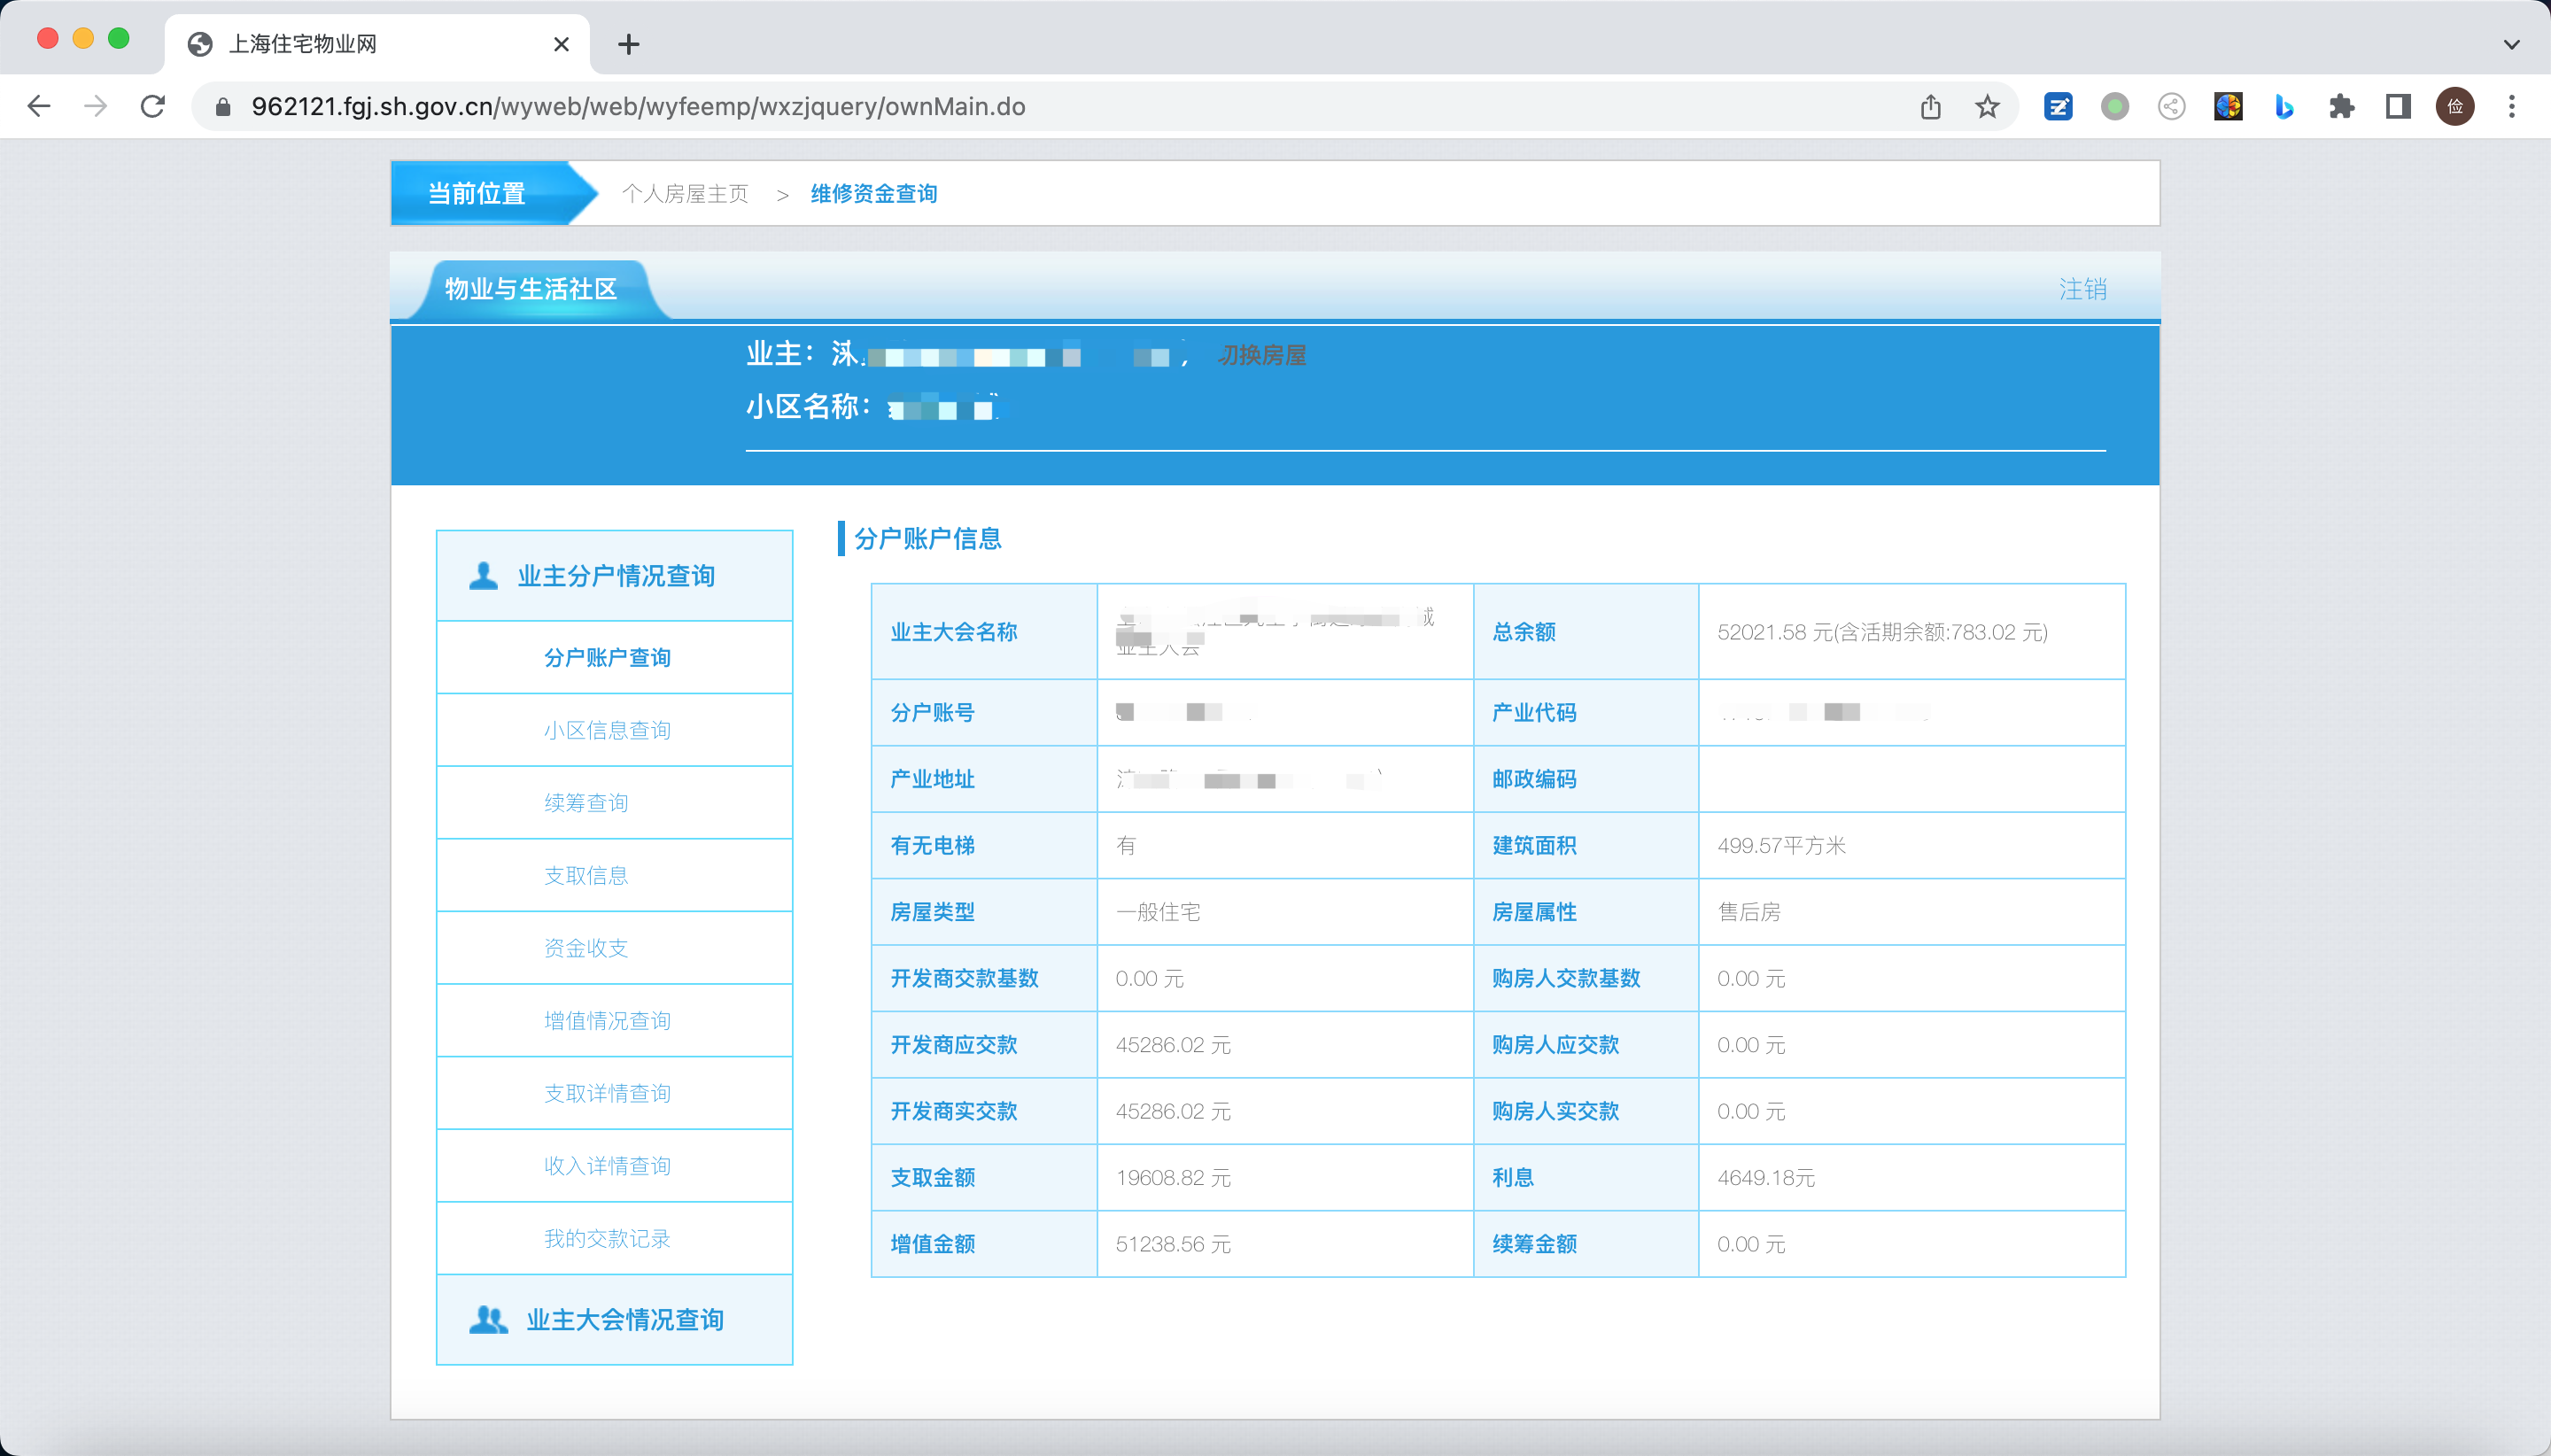 上海住宅物业网
962121.fgj.sh.gov.cn/wyweb/web/wyfeemp/wxzjquery/ownMain.do
俭
当前位置 个人房屋主页 > 维修资金查询
物业与生活社区 注销
业主： 切换房屋
小区名称：
业主分户情况查询
分户账户查询
小区信息查询
续筹查询
支取信息
资金收支
增值情况查询
支取详情查询
收入详情查询
我的交款记录
业主大会情况查询
分户账户信息
业主大会名称 业主大会 总余额 52021.58 元(含活期余额:783.02 元)
分户账号 产业代码
产业地址 邮政编码
有无电梯 有 建筑面积 499.57平方米
房屋类型 一般住宅 房屋属性 售后房
开发商交款基数 0.00 元 购房人交款基数 0.00 元
开发商应交款 45286.02 元 购房人应交款 0.00 元
开发商实交款 45286.02 元 购房人实交款 0.00 元
支取金额 19608.82 元 利息 4649.18元
增值金额 51238.56 元 续筹金额 0.00 元